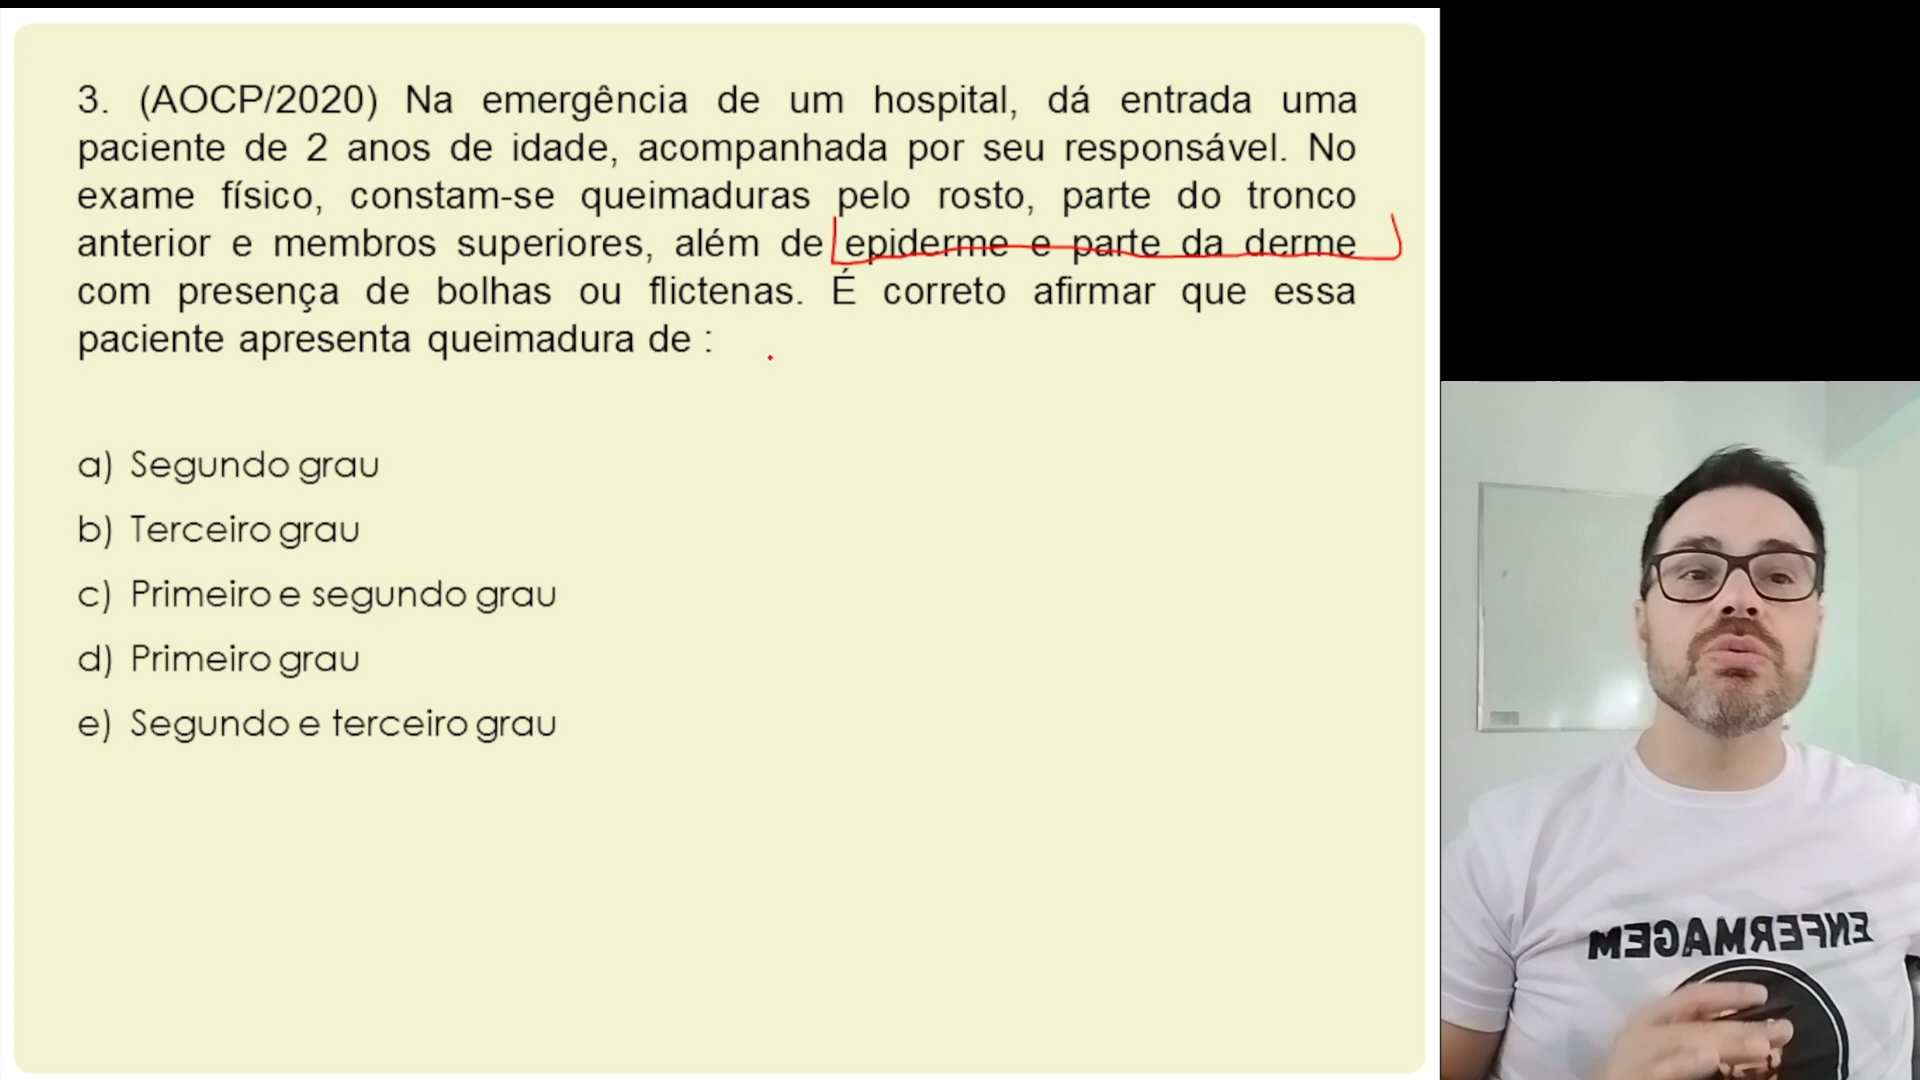 3. (AOCP/2020) Na emergência de um hospital, dá entrada uma
paciente de 2 anos de idade, acompanhada por seu responsável. No
exame físico, constam-se queimaduras pelo rosto, parte do tronco
anterior e membros superiores, além de epiderme e parte da derme
com presença de bolhas ou flictenas. É correto afirmar que essa
paciente apresenta queimadura de :
a) Segundo grau
b) Terceiro grau
c) Primeiro e segundo grau
d) Primeiro grau
e) Segundo e terceiro grau
ENFERMAGEM